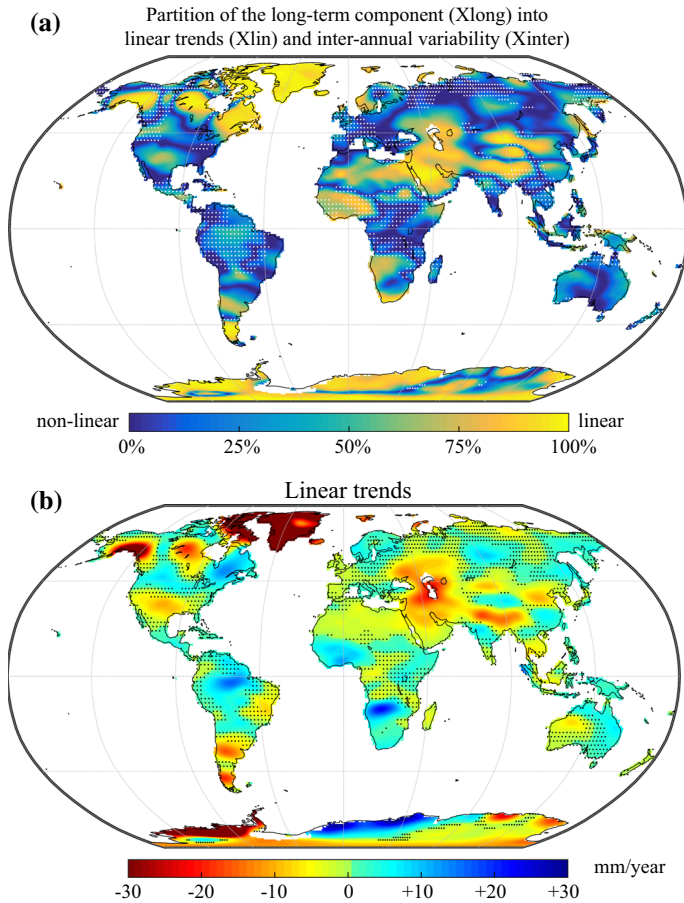 Partition of the long-term component (Xlong) into
(a) linear trends (Xlin) and inter-annual variability (Xinter)
non-linear linear
0% 25% 50% 75% 100%
(b) Linear trends
mm/year
-30 -20 -10 0 +10 +20 +30